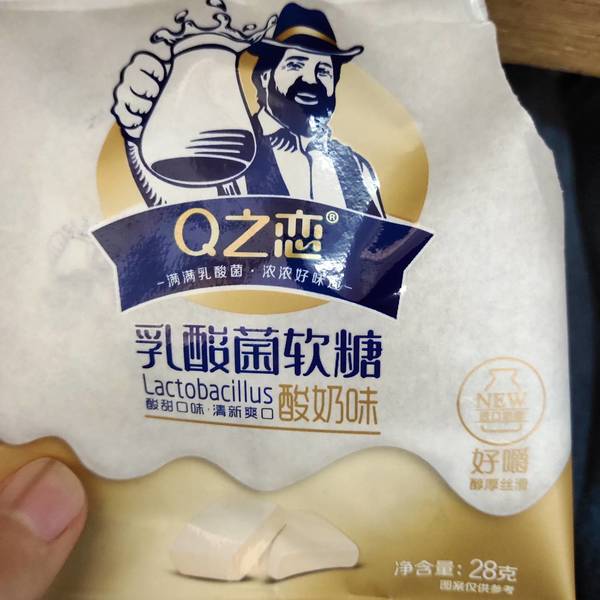 Q之恋®
满满乳酸菌·浓浓好味道
乳酸菌软糖
Lactobacillus
酸甜口味·清新爽口
酸奶味
NEW
好嚼
醇厚丝滑
净含量：28克
图案仅供参考